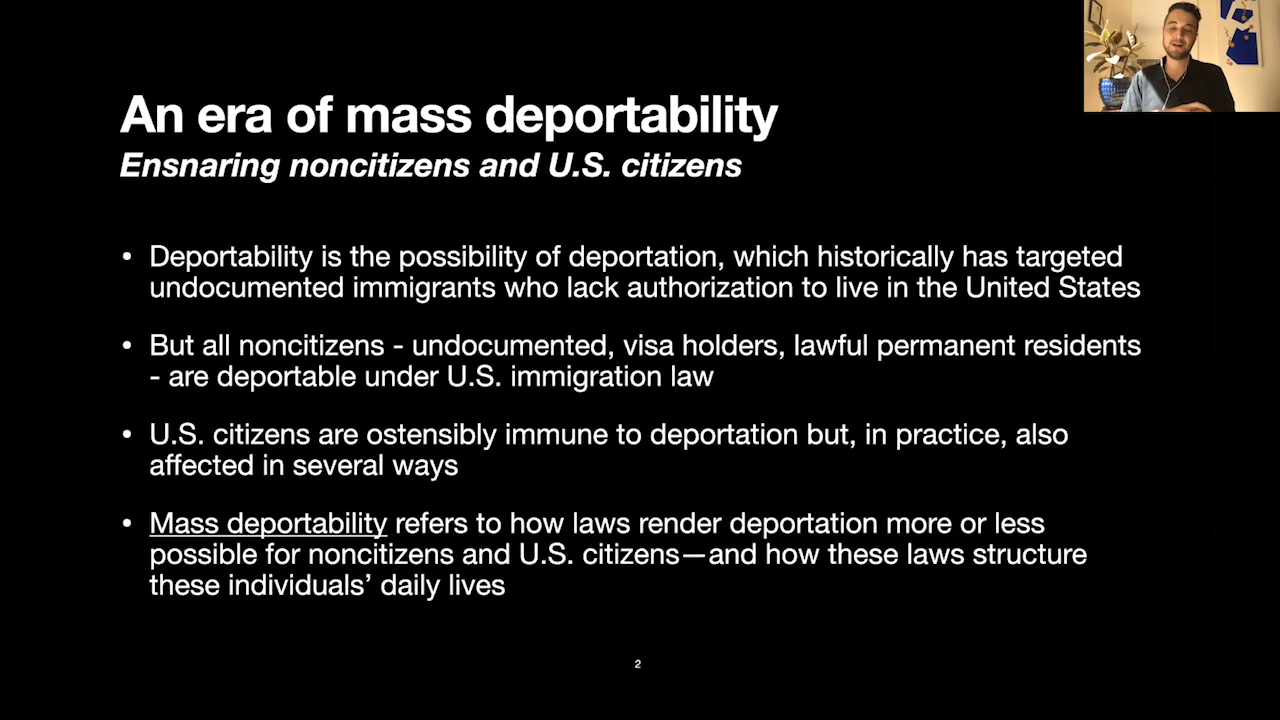 An era of mass deportability
Ensnaring noncitizens and U.S. citizens
• Deportability is the possibility of deportation, which historically has targeted
undocumented immigrants who lack authorization to live in the United States
• But all noncitizens - undocumented, visa holders, lawful permanent residents
- are deportable under U.S. immigration law
• U.S. citizens are ostensibly immune to deportation but, in practice, also
affected in several ways
• Mass deportability refers to how laws render deportation more or less
possible for noncitizens and U.S. citizens—and how these laws structure
these individuals’ daily lives
2